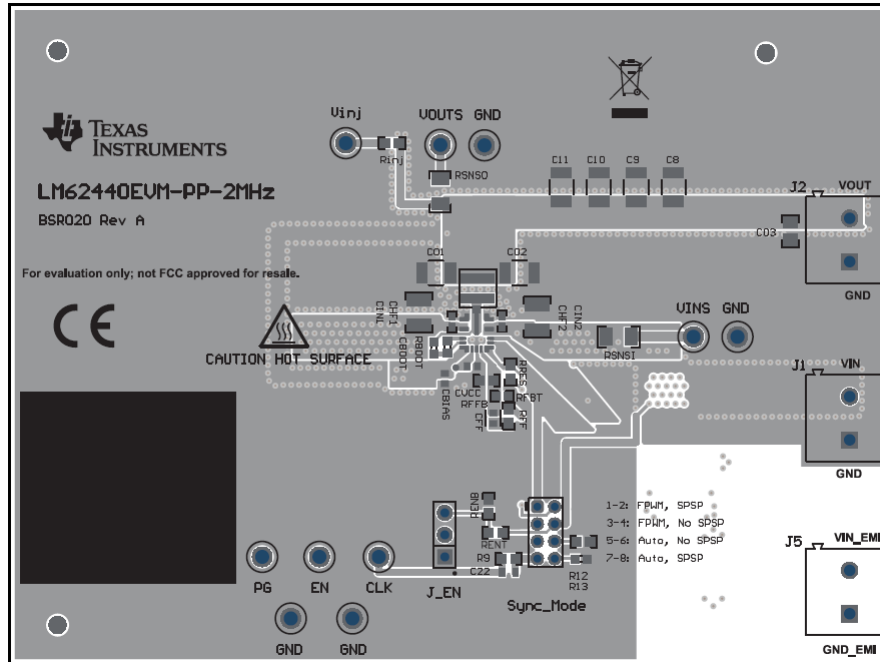 Vinj
VOUTS
GND
TEXAS
INSTRUMENTS
Rinj
RSNSO
C11
C10
C9
C8
J2
VOUT
LM62440EVM-PP-2MHz
BSR020 Rev A
CO3
CO1
CO2
For evaluation only; not FCC approved for resale.
GND
CIN1
CHF1
CHF2
CIN2
VINS
GND
CE
RBOOT
CBOOT
CAUTION HOT SURFACE
RSNSI
J1
VIN
RRES
CVCC
CBIAS
RFFB
RFBT
CFF
RFF
GND
RENB
1-2: FPWM, SPSP
3-4: FPWM, No SPSP
5-6: Auto, No SPSP
7-8: Auto, SPSP
RENT
J5
VIN_EMI
R9
C22
R12
R13
PG
EN
CLK
J_EN
Sync_Mode
GND
GND
GND_EMI